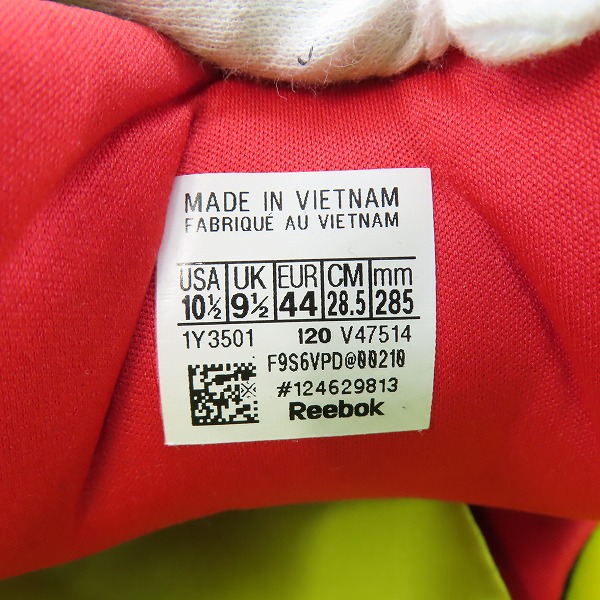 MADE IN VIETNAM
FABRIQUÉ AU VIETNAM
USA UK EUR CM mm
10½ 9½ 44 28.5 285
1Y3501 120 V47514
F9S6VPD@00210
#124629813
Reebok